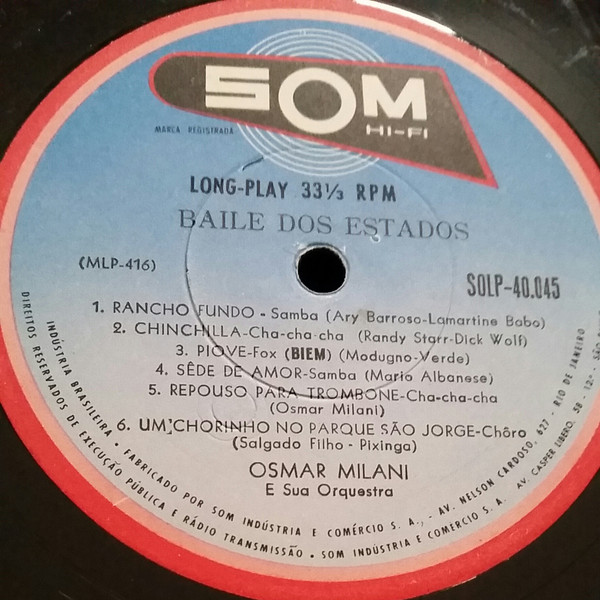 SOM
HI-FI
MARCA REGISTRADA
LONG-PLAY 33⅓ RPM
BAILE DOS ESTADOS
(MLP-416)
SOLP-40.045
1. RANCHO FUNDO - Samba (Ary Barroso-Lamartine Babo)
2. CHINCHILLA-Cha-cha-cha (Randy Starr-Dick Wolf)
3. PIOVE-Fox (BIEM) (Modugno-Verde)
4. SÊDE DE AMOR-Samba (Mario Albanese)
5. REPOUSO PARA TROMBONE-Cha-cha-cha
(Osmar Milani)
6. UM CHORINHO NO PARQUE SÃO JORGE-Chôro
(Salgado Filho - Pixinga)
OSMAR MILANI
E Sua Orquestra
INDÚSTRIA BRASILEIRA • FABRICADO POR SOM INDÚSTRIA E COMÉRCIO S. A., - AV. NELSON CARDOSO, 827 - RIO DE JANEIRO
DIREITOS RESERVADOS DE EXECUÇÃO PÚBLICA E RÁDIO TRANSMISSÃO • SOM INDÚSTRIA E COMERCIO S. A. AV. CASPER LIBERO, 58 - 12.